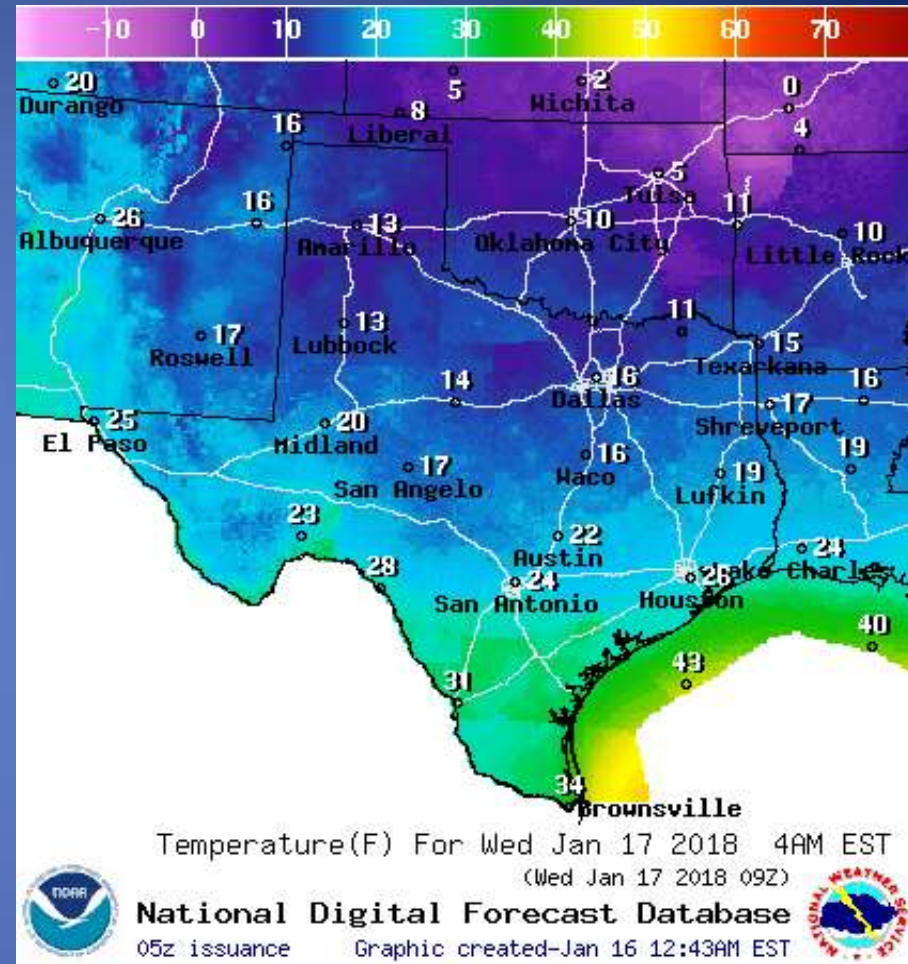 -10 0 10 20 30 40 50 60 70
20
Durango
5
2
Wichita
0
8
Liberal
4
16
5
Tulsa
26
Albuquerque
16
13
Amarillo
10
Oklahoma City
11
10
Little Rock
17
Roswell
13
Lubbock
11
15
Texarkana
14
16
Dallas
17
Shreveport
16
25
El Paso
20
Midland
17
San Angelo
16
Waco
19
Lufkin
19
23
22
Austin
24
Lake Charles
28
24
San Antonio
26
Houston
40
43
31
34
Brownsville
Temperature(F) For Wed Jan 17 2018 4AM EST
(Wed Jan 17 2018 09Z)
National Digital Forecast Database
05z issuance Graphic created-Jan 16 12:43AM EST
NOAA
NATIONAL WEATHER SERVICE